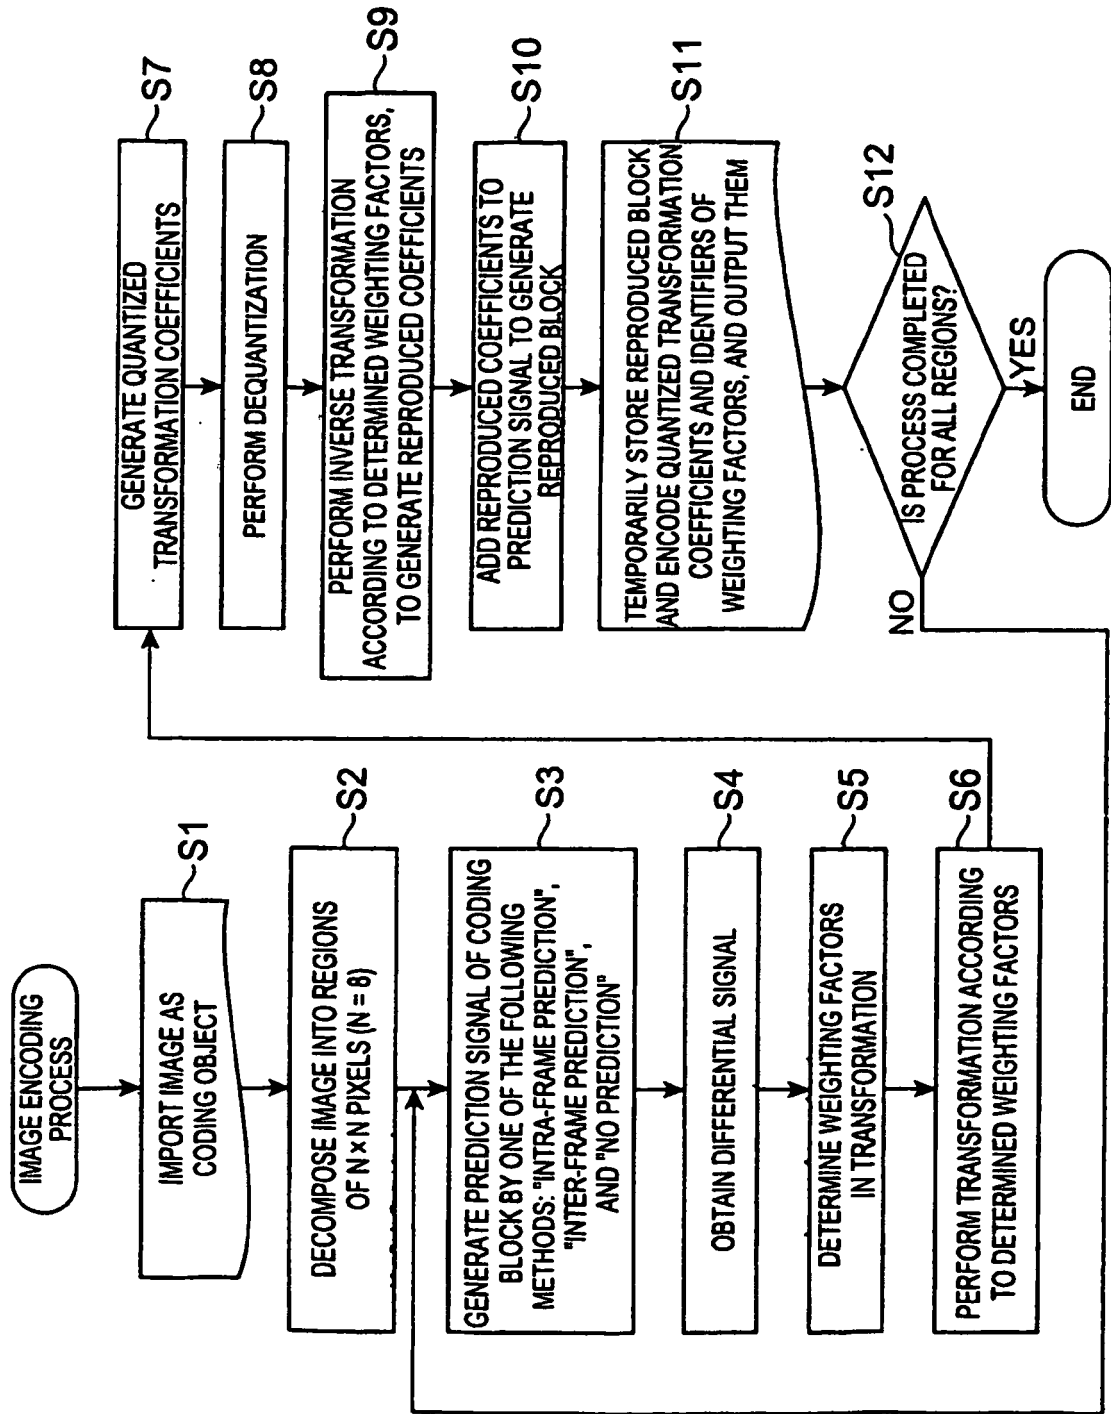 IMAGE ENCODING
PROCESS
S1
IMPORT IMAGE AS
CODING OBJECT
S2
DECOMPOSE IMAGE INTO REGIONS
OF N × N PIXELS (N = 8)
S3
GENERATE PREDICTION SIGNAL OF CODING
BLOCK BY ONE OF THE FOLLOWING
METHODS: "INTRA-FRAME PREDICTION",
"INTER-FRAME PREDICTION",
AND "NO PREDICTION"
S4
OBTAIN DIFFERENTIAL SIGNAL
S5
DETERMINE WEIGHTING FACTORS
IN TRANSFORMATION
S6
PERFORM TRANSFORMATION ACCORDING
TO DETERMINED WEIGHTING FACTORS
S7
GENERATE QUANTIZED
TRANSFORMATION COEFFICIENTS
S8
PERFORM DEQUANTIZATION
S9
PERFORM INVERSE TRANSFORMATION
ACCORDING TO DETERMINED WEIGHTING FACTORS,
TO GENERATE REPRODUCED COEFFICIENTS
S10
ADD REPRODUCED COEFFICIENTS TO
PREDICTION SIGNAL TO GENERATE
REPRODUCED BLOCK
S11
TEMPORARILY STORE REPRODUCED BLOCK
AND ENCODE QUANTIZED TRANSFORMATION
COEFFICIENTS AND IDENTIFIERS OF
WEIGHTING FACTORS, AND OUTPUT THEM
S12
IS PROCESS COMPLETED
FOR ALL REGIONS?
NO
YES
END